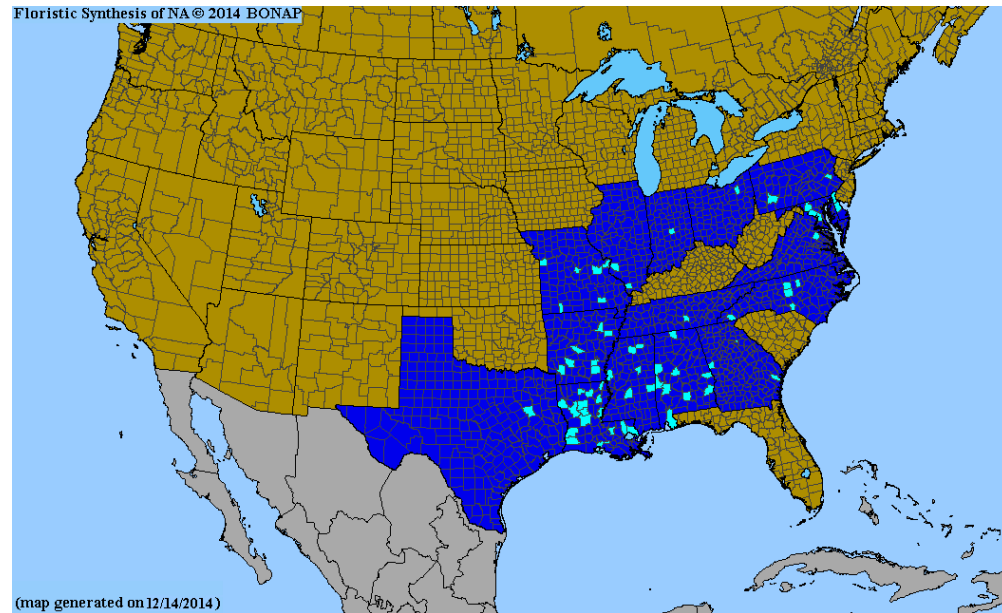 Floristic Synthesis of NA © 2014 BONAP
(map generated on 12/14/2014)